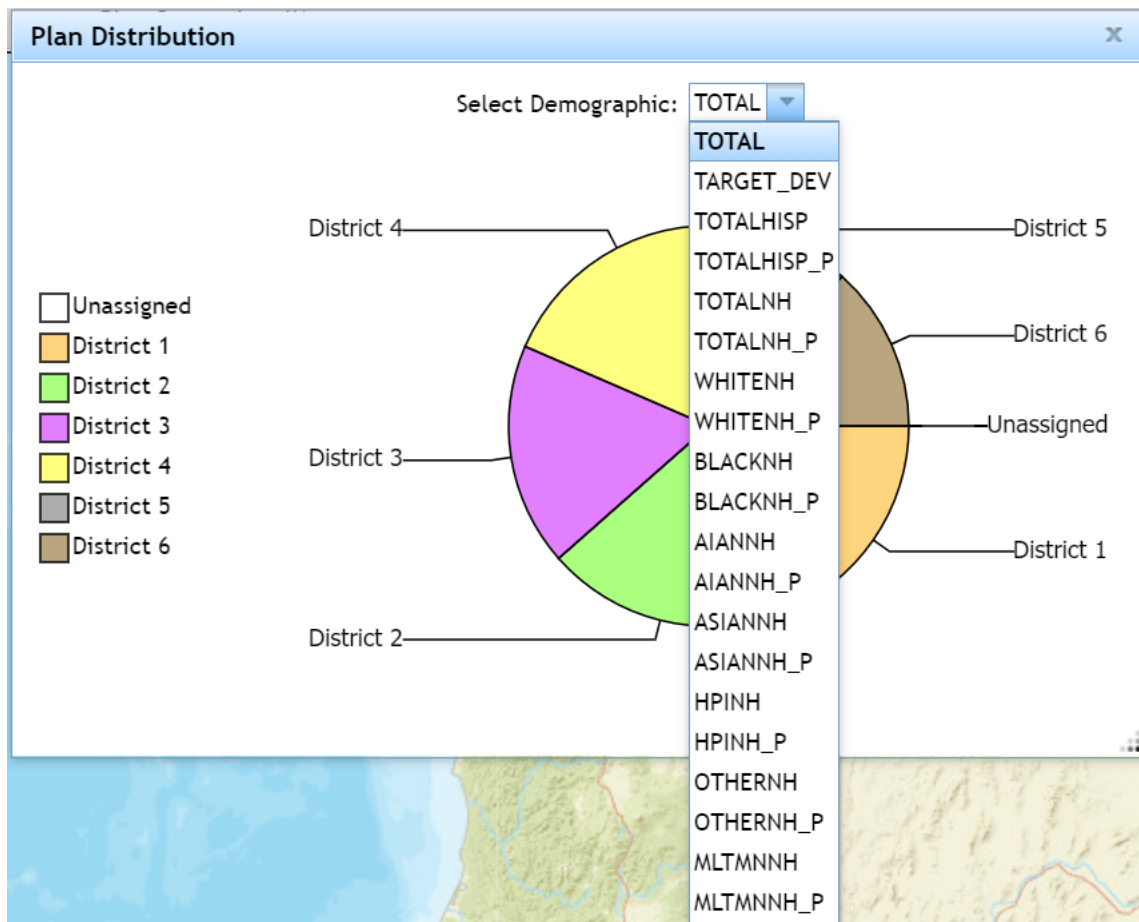 Plan Distribution
x
Select Demographic: TOTAL
TOTAL
TARGET_DEV
TOTALHISP
TOTALHISP_P
TOTALNH
TOTALNH_P
WHITENH
WHITENH_P
BLACKNH
BLACKNH_P
AIANNH
AIANNH_P
ASIANNH
ASIANNH_P
HPINH
HPINH_P
OTHERNH
OTHERNH_P
MLTMNNH
MLTMNNH_P
Unassigned
District 1
District 2
District 3
District 4
District 5
District 6
District 4
District 3
District 2
District 5
District 6
Unassigned
District 1